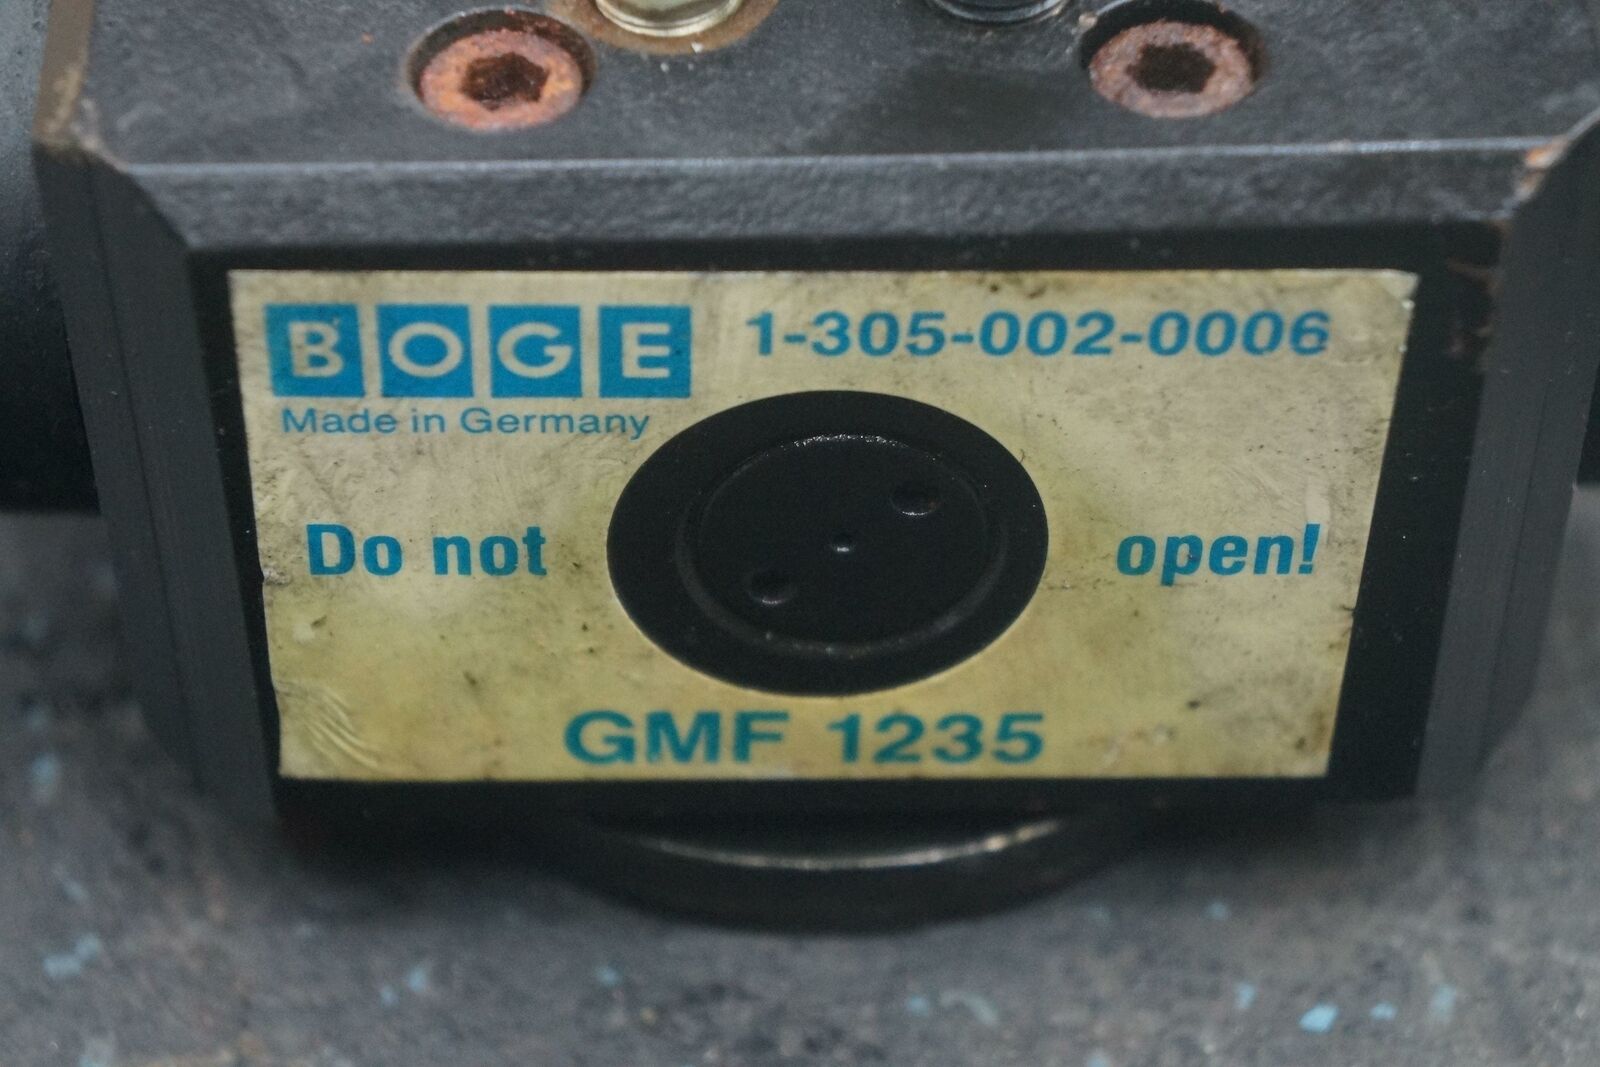 BOGE 1-305-002-0006
Made in Germany
Do not open!
GMF 1235